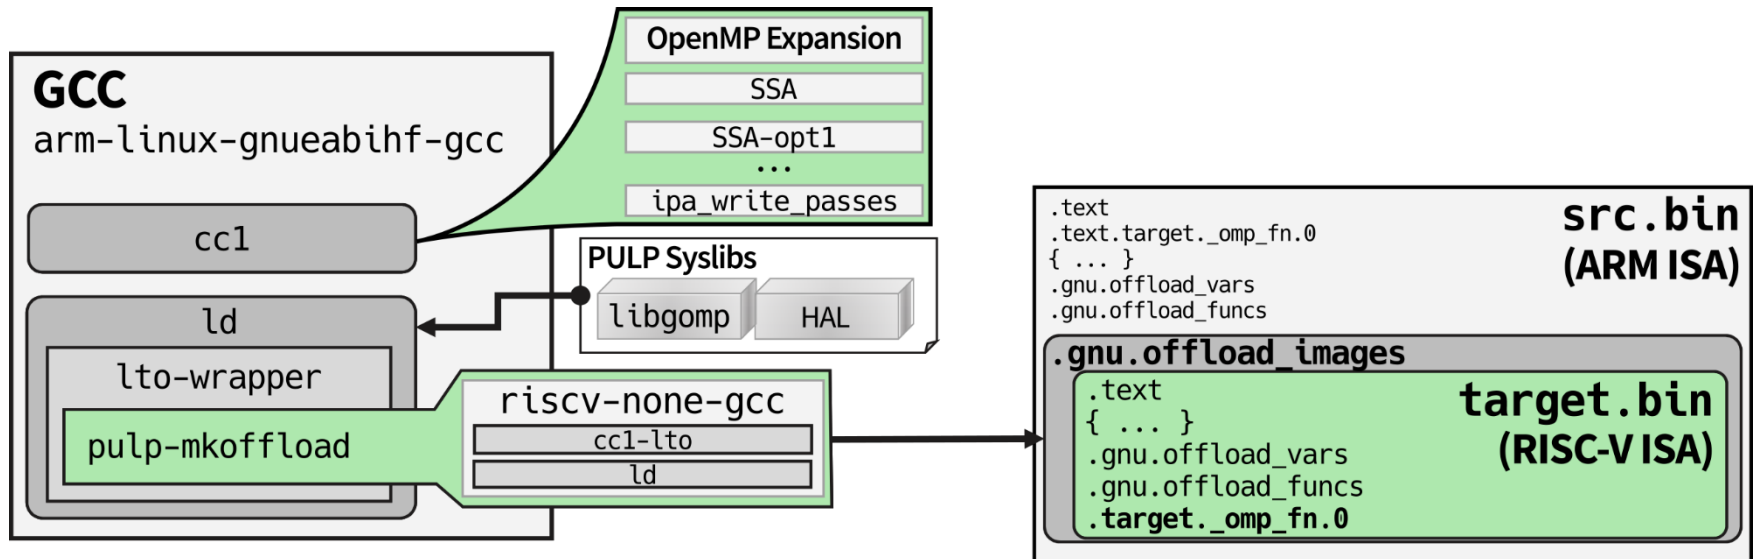 GCC
arm-linux-gnueabihf-gcc
cc1
ld
lto-wrapper
pulp-mkoffload
OpenMP Expansion
SSA
SSA-opt1
...
ipa_write_passes
PULP Syslibs
libgomp
HAL
riscv-none-gcc
cc1-lto
ld
src.bin
(ARM ISA)
.text
.text.target._omp_fn.0
{ ... }
.gnu.offload_vars
.gnu.offload_funcs
.gnu.offload_images
target.bin
(RISC-V ISA)
.text
{ ... }
.gnu.offload_vars
.gnu.offload_funcs
.target._omp_fn.0